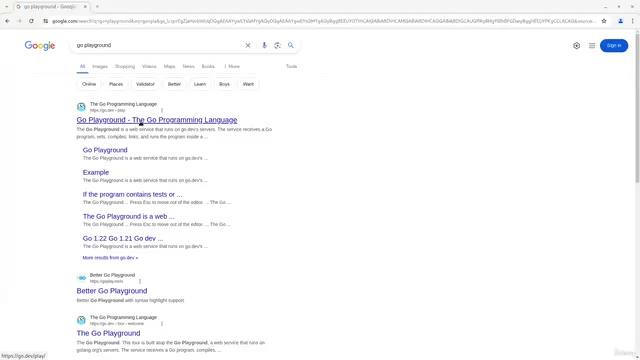 go playground - Google
google.com/search?q=go+playground
Google
go playground
Sign in
All Images Shopping Videos Maps News Books More Tools
Online Places Validator Better Learn Boys Want
The Go Programming Language
https://go.dev › play
Go Playground - The Go Programming Language
The Go Playground is a web service that runs on go.dev's servers. The service receives a Go
program, vets, compiles, links, and runs the program inside a ...
Go Playground
The Go Playground is a web service that runs on go.dev's ...
Example
The Go Playground is a web service that runs on go.dev's ...
If the program contains tests or ...
The Go Playground ... Press Esc to move out of the editor. ... The Go ...
The Go Playground is a web ...
The Go Playground ... Press Esc to move out of the editor. ... The Go ...
Go 1.22 Go 1.21 Go dev ...
The Go Playground is a web service that runs on go.dev's ...
More results from go.dev »
Better Go Playground
https://goplay.tools
Better Go Playground
Better Go Playground with syntax highlight support
The Go Programming Language
https://go.dev › tour › welcome
The Go Playground
The Go Playground. This tour is built atop the Go Playground, a web service that runs on
golang.org's servers. The service receives a Go program, compiles, ...
https://go.dev/play/